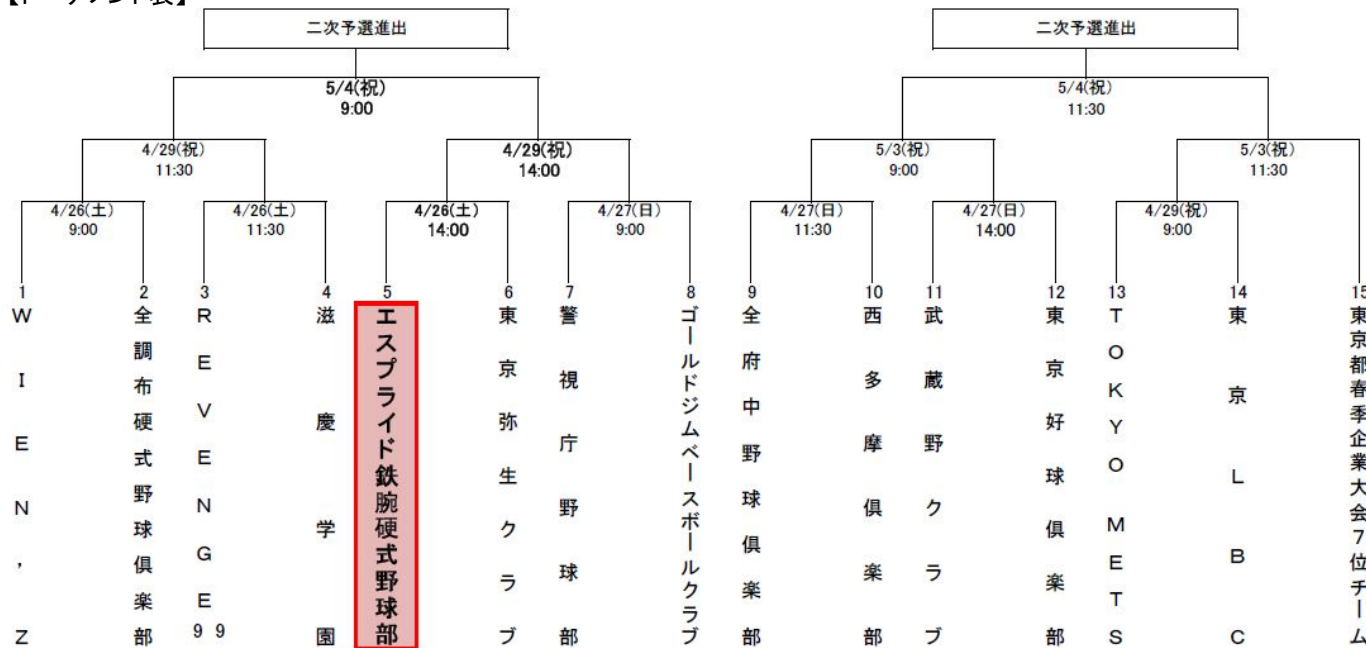 【トーナメント表】
二次予選進出
二次予選進出
5/4(祝)
9:00
5/4(祝)
11:30
4/29(祝)
11:30
4/29(祝)
14:00
5/3(祝)
9:00
5/3(祝)
11:30
4/26(土)
9:00
4/26(土)
11:30
4/26(土)
14:00
4/27(日)
9:00
4/27(日)
11:30
4/27(日)
14:00
4/29(祝)
9:00
1
WIEN,Z
2
全調布硬式野球倶楽部
3
REVENGE99
4
滋慶学園
5
エスプライド鉄腕硬式野球部
6
東京弥生クラブ
7
警視庁野球部
8
ゴールドジムベースボールクラブ
9
全府中野球倶楽部
10
西多摩倶楽部
11
武蔵野クラブ
12
東京好球倶楽部
13
TOKYO METS
14
東京LBC
15
東京都春季企業大会7位チーム